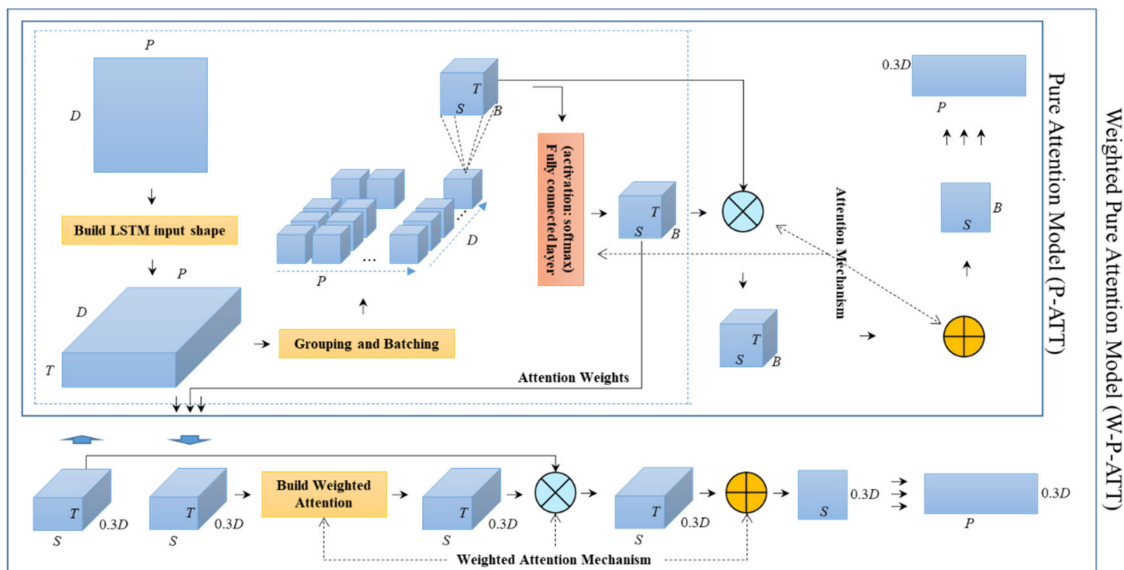 P
D
Build LSTM input shape
P
D
T
Grouping and Batching
P
...
...
D
T
S
B
(activation: softmax)
Fully connected layer
T
S
B
Attention Weights
Attention Mechanism
T
S
B
0.3D
P
S
B
Pure Attention Model (P-ATT)
Weighted Pure Attention Model (W-P-ATT)
T
0.3D
S
T
0.3D
S
Build Weighted
Attention
T
0.3D
S
T
0.3D
S
S
0.3D
P
0.3D
Weighted Attention Mechanism